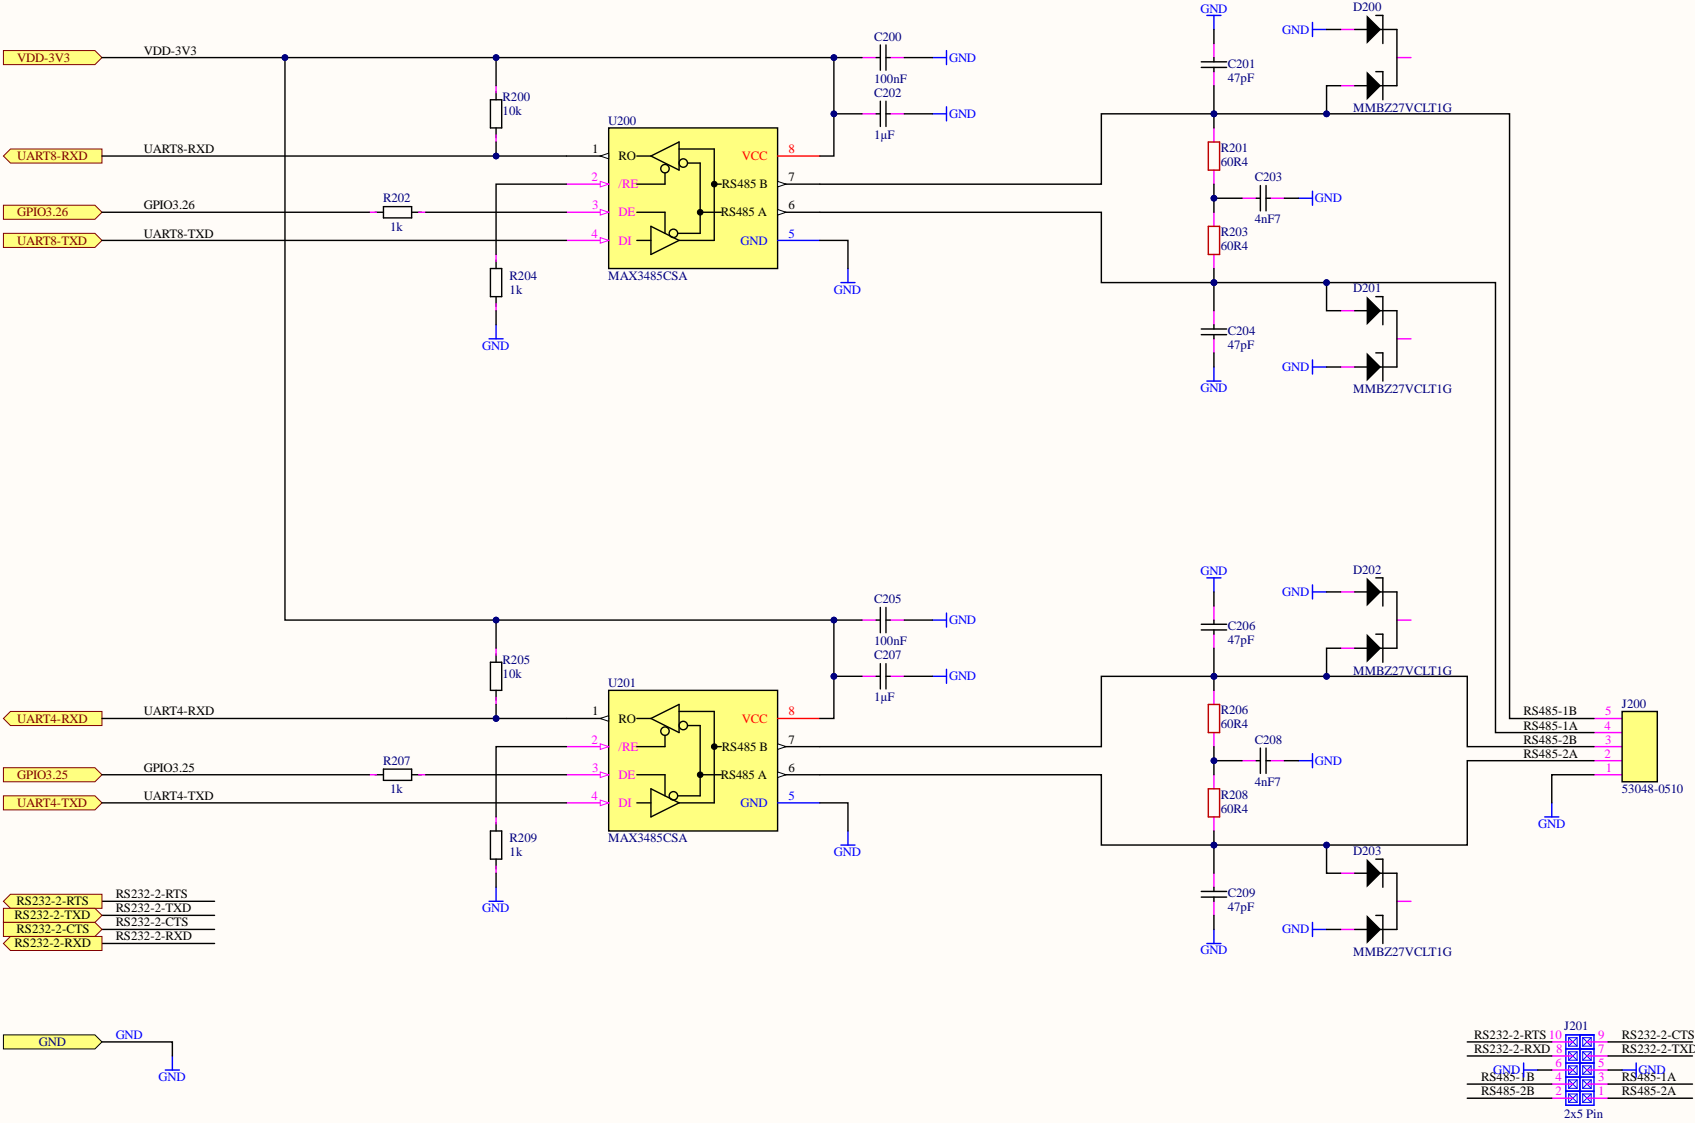 GND
D200
GND
VDD-3V3
VDD-3V3
C200
GND
100nF
C201
47pF
R200
10k
C202
GND
1µF
MMBZ27VCLT1G
U200
UART8-RXD
UART8-RXD
1
RO
VCC
8
R201
60R4
2
/RE
RS485 B
7
C203
GND
4nF7
GPIO3.26
GPIO3.26
R202
1k
3
DE
RS485 A
6
UART8-TXD
UART8-TXD
4
DI
GND
5
R203
60R4
MAX3485CSA
R204
1k
GND
D201
C204
47pF
GND
GND
GND
MMBZ27VCLT1G
GND
D202
GND
C205
GND
100nF
C206
47pF
R205
10k
C207
GND
1µF
MMBZ27VCLT1G
U201
UART4-RXD
UART4-RXD
1
RO
VCC
8
R206
60R4
2
/RE
RS485 B
7
C208
GND
4nF7
GPIO3.25
GPIO3.25
R207
1k
3
DE
RS485 A
6
UART4-TXD
UART4-TXD
4
DI
GND
5
R208
60R4
J200
RS485-1B
5
RS485-1A
4
RS485-2B
3
RS485-2A
2
1
53048-0510
GND
MAX3485CSA
R209
1k
GND
D203
C209
47pF
GND
GND
GND
MMBZ27VCLT1G
RS232-2-RTS
RS232-2-RTS
RS232-2-TXD
RS232-2-TXD
RS232-2-CTS
RS232-2-CTS
RS232-2-RXD
RS232-2-RXD
GND
GND
GND
J201
RS232-2-RTS
10
9
RS232-2-CTS
RS232-2-RXD
8
7
RS232-2-TXD
GND
6
5
GND
RS485-1B
4
3
RS485-1A
RS485-2B
2
1
RS485-2A
2x5 Pin